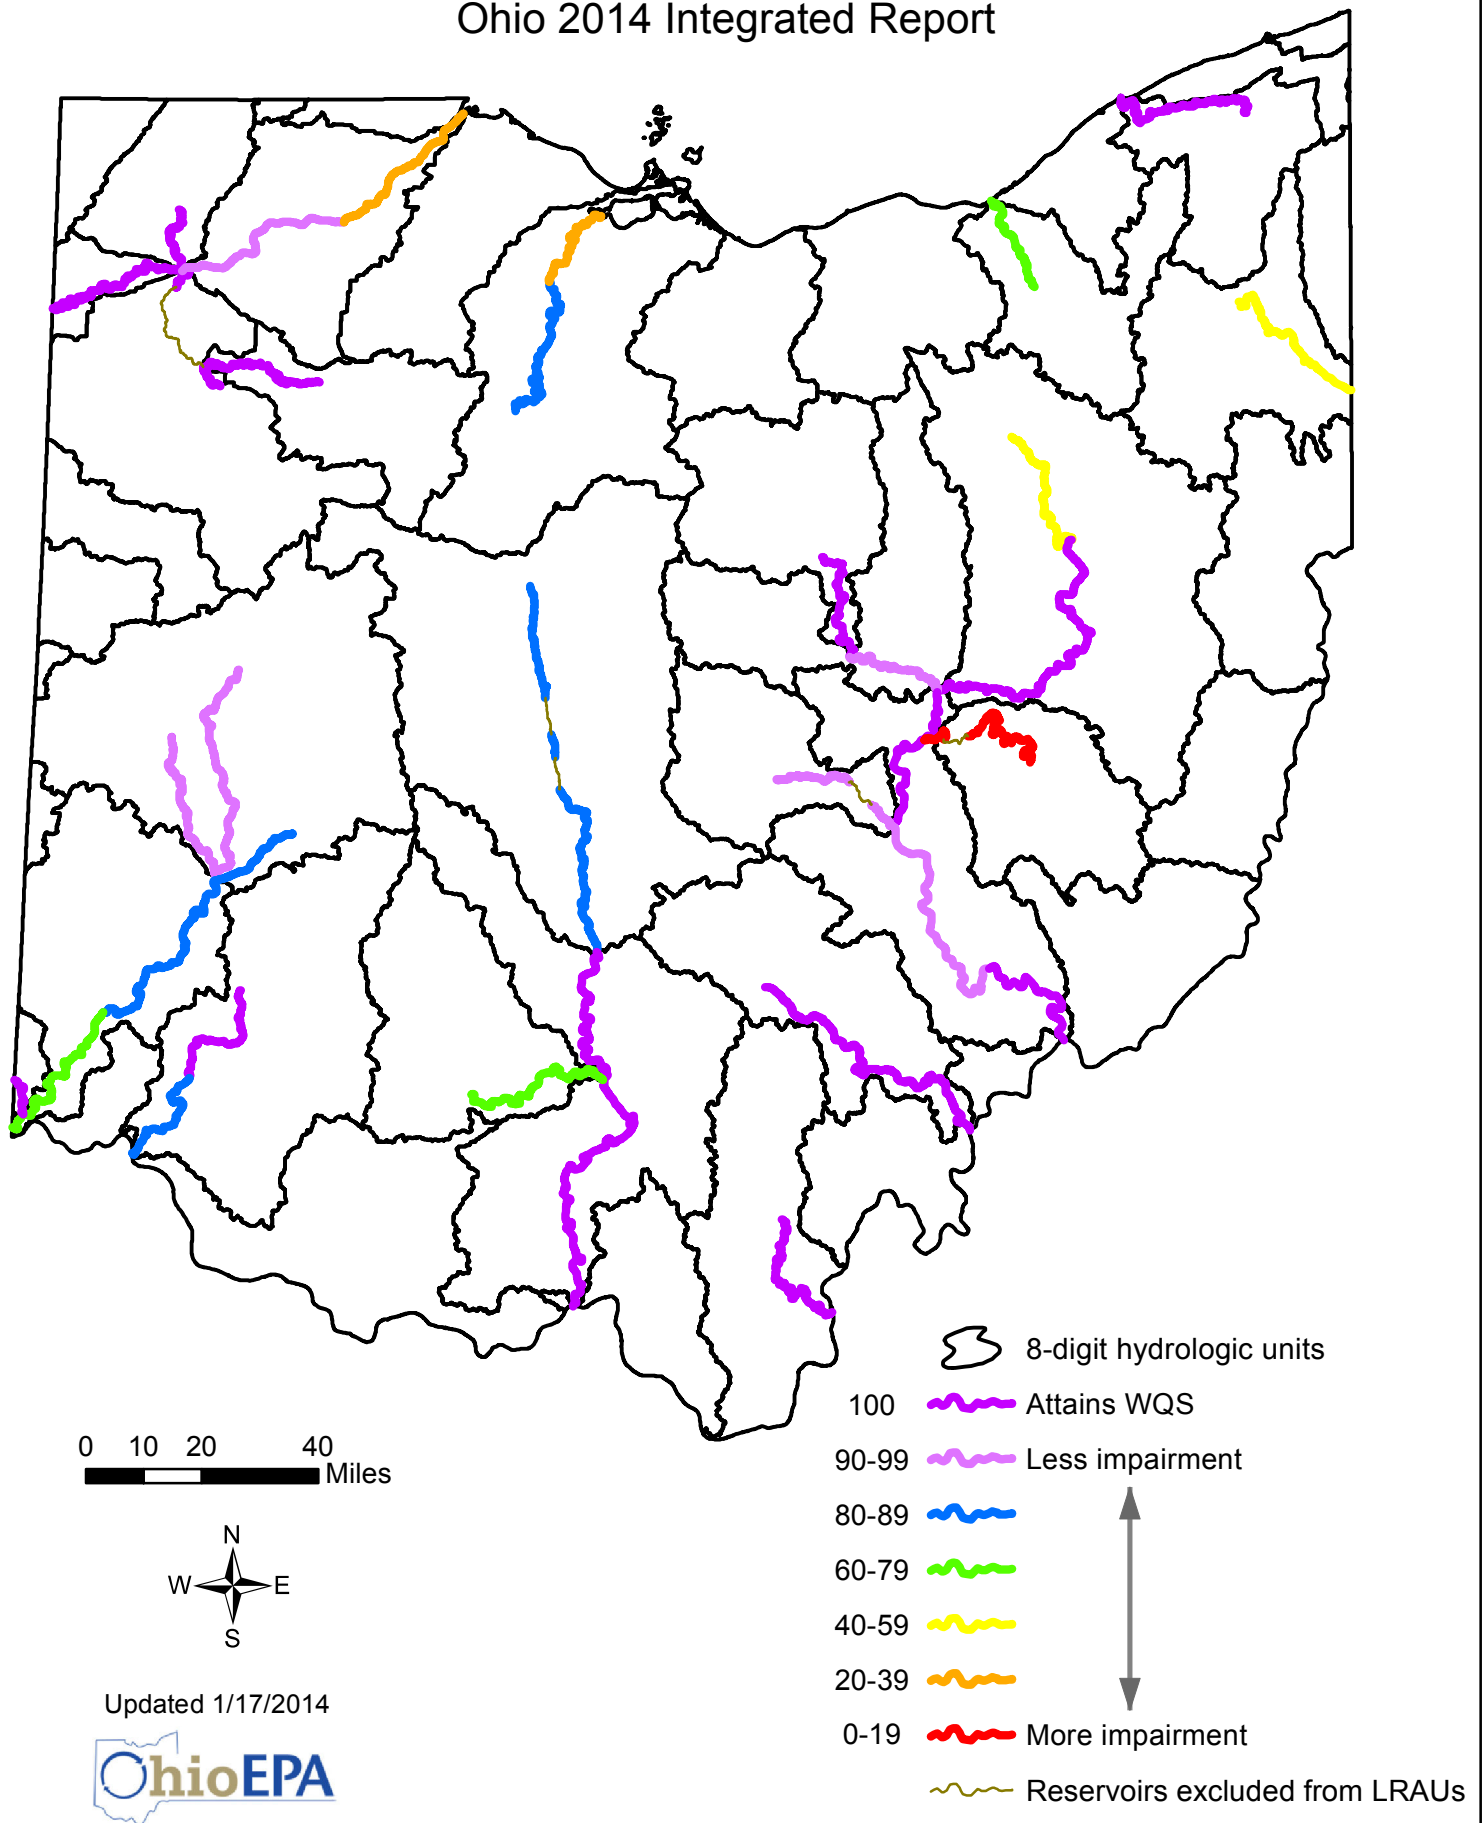 Ohio 2014 Integrated Report
8-digit hydrologic units
100 Attains WQS
90-99 Less impairment
80-89
60-79
40-59
20-39
0-19 More impairment
Reservoirs excluded from LRAUs
0 10 20 40
Miles
N
W E
S
Updated 1/17/2014
OhioEPA